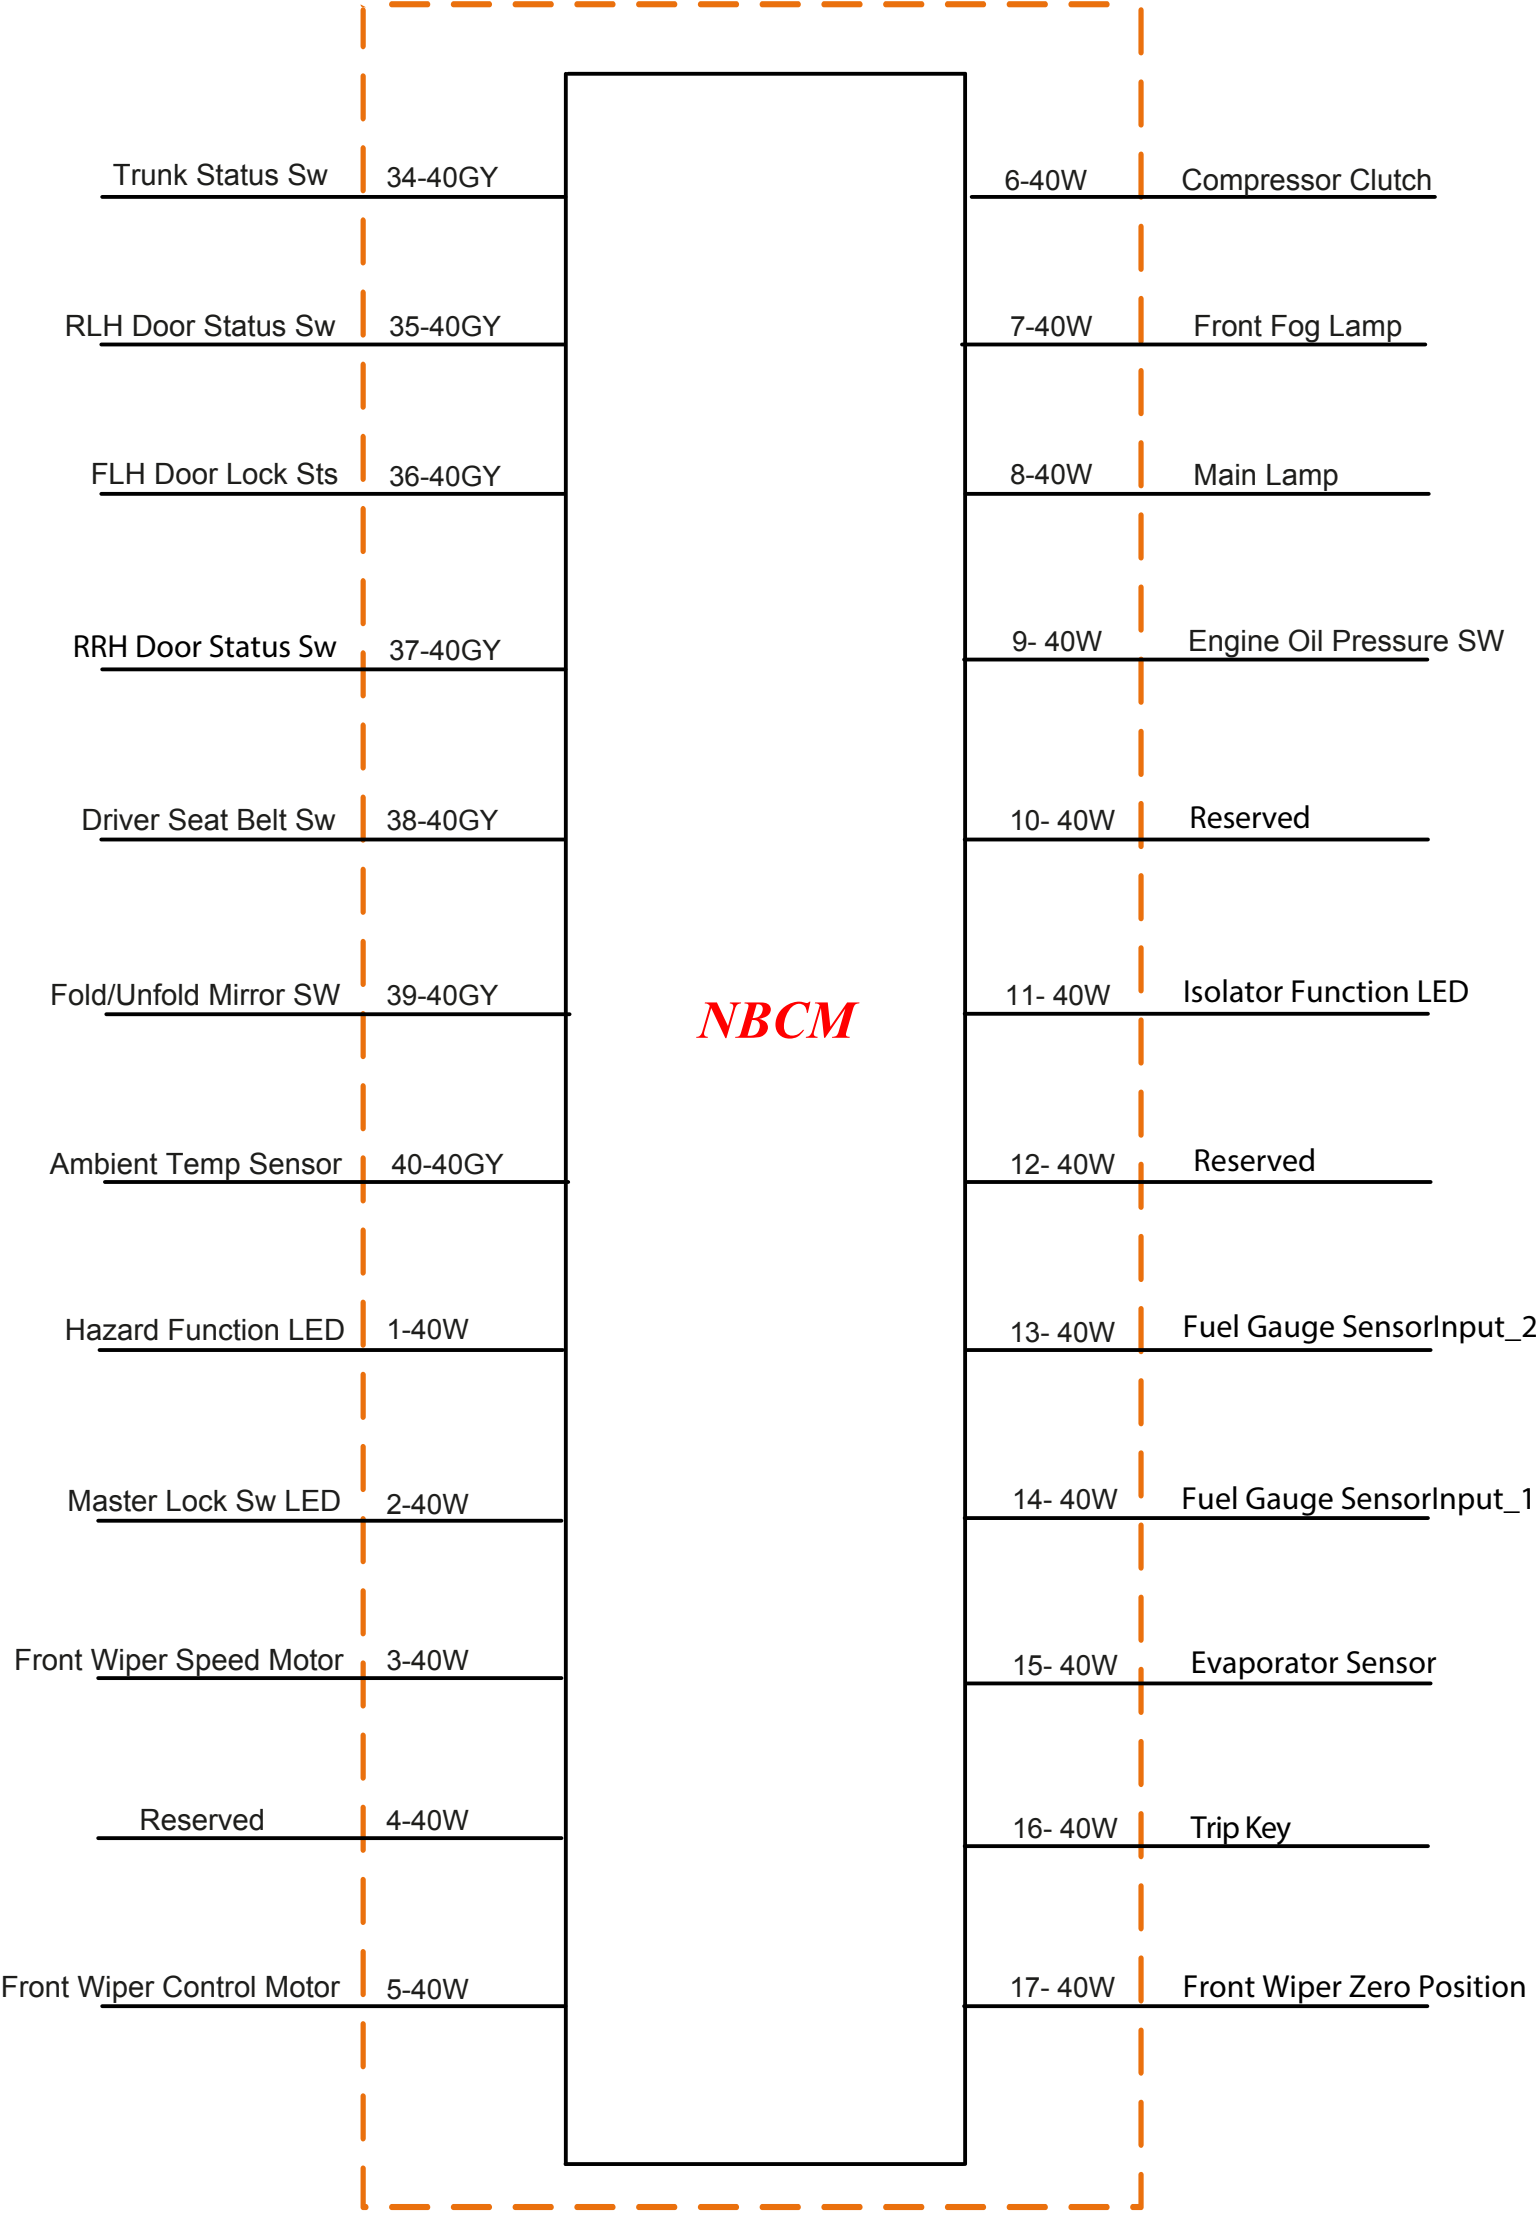 Trunk Status Sw 34-40GY 6-40W Compressor Clutch
RLH Door Status Sw 35-40GY 7-40W Front Fog Lamp
FLH Door Lock Sts 36-40GY 8-40W Main Lamp
RRH Door Status Sw 37-40GY 9- 40W Engine Oil Pressure SW
Driver Seat Belt Sw 38-40GY 10- 40W Reserved
Fold/Unfold Mirror SW 39-40GY 11- 40W Isolator Function LED
NBCM
Ambient Temp Sensor 40-40GY 12- 40W Reserved
Hazard Function LED 1-40W 13- 40W Fuel Gauge SensorInput_2
Master Lock Sw LED 2-40W 14- 40W Fuel Gauge SensorInput_1
Front Wiper Speed Motor 3-40W 15- 40W Evaporator Sensor
Reserved 4-40W 16- 40W Trip Key
Front Wiper Control Motor 5-40W 17- 40W Front Wiper Zero Position